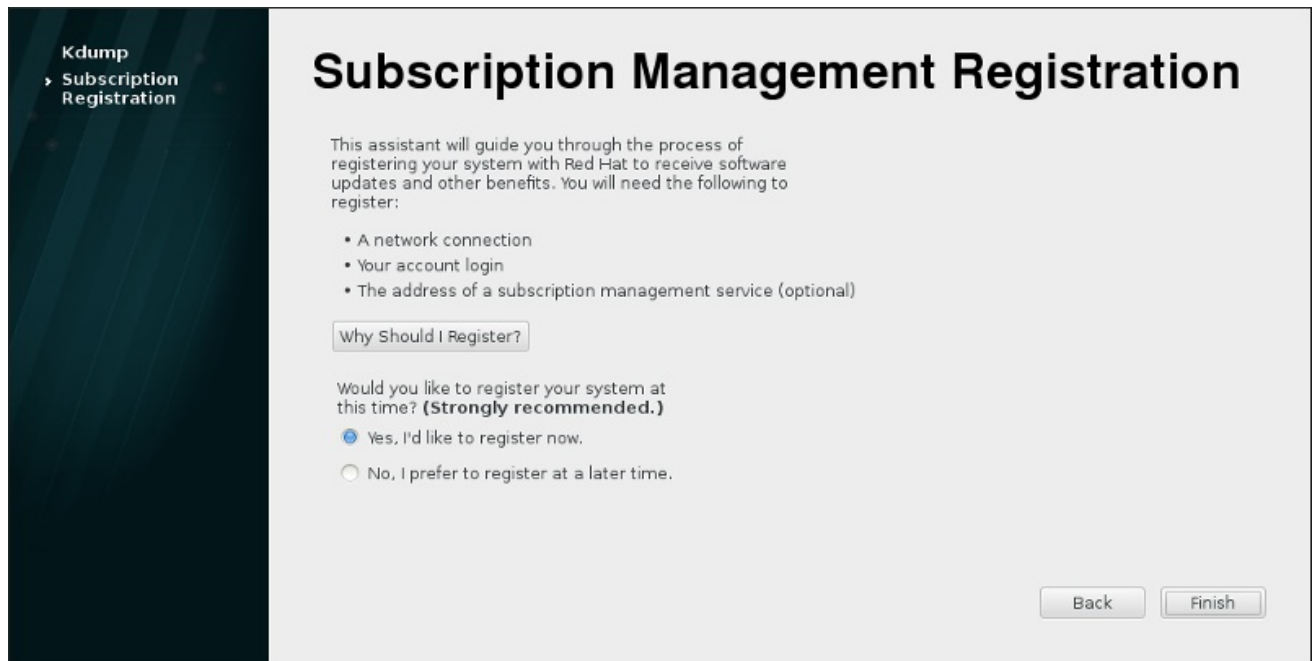 Kdump
Subscription
Registration
Subscription Management Registration
This assistant will guide you through the process of
registering your system with Red Hat to receive software
updates and other benefits. You will need the following to
register:
• A network connection
• Your account login
• The address of a subscription management service (optional)
Why Should I Register?
Would you like to register your system at
this time? (Strongly recommended.)
Yes, I'd like to register now.
No, I prefer to register at a later time.
Back
Finish